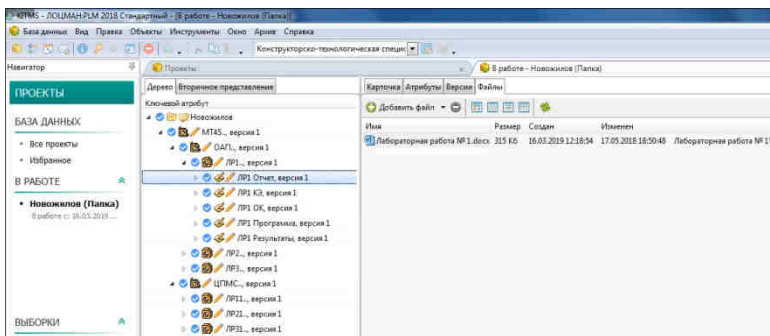 KITMS - ЛОЦМАН:PLM 2018 Стандартный - [В работе - Новожилов (Папка)]
База данных Вид Правка Объекты Инструменты Окно Архив Справка
Конструкторско-технологическая специ
Навигатор
Проекты
В работе - Новожилов (Папка)
ПРОЕКТЫ
БАЗА ДАННЫХ
Все проекты
Избранное
В РАБОТЕ
Новожилов (Папка)
В работе с: 16.03.2019 ...
ВЫБОРКИ
Дерево Вторичное представление
Ключевой атрибут
Новожилов
МТ45.., версия 1
ОАП.., версия 1
ЛР1.., версия 1
ЛР1 Отчет, версия 1
ЛР1 КЭ, версия 1
ЛР1 ОК, версия 1
ЛР1 Программа, версия 1
ЛР1 Результаты, версия 1
ЛР2.., версия 1
ЛР3.., версия 1
ЦПМС.., версия 1
ЛР11.., версия 1
ЛР21.., версия 1
ЛР31.., версия 1
Карточка Атрибуты Версии Файлы
Добавить файл
Имя Размер Создан Изменен
Лабораторная работа №1.docx 315 Кб 16.03.2019 12:18:54 17.05.2018 18:50:48 Лабораторная работа №1